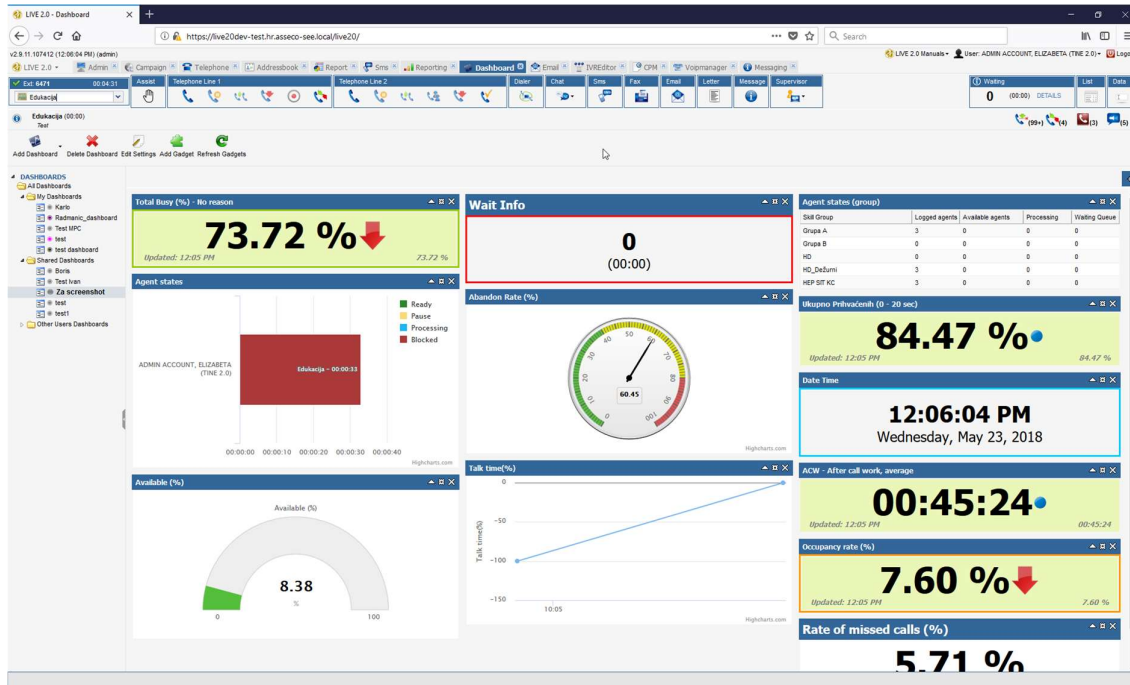 LIVE 2.0 - Dashboard
https://live20dev-test.hr.asseco-see.local/live20/
Search
v2.9.11.107412 (12:06:04 PM) (admin)
LIVE 2.0 Manuals
User: ADMIN ACCOUNT, ELIZABETA (TINE 2.0)
Logo
LIVE 2.0
Admin
Campaign
Telephone
Addressbook
Report
Sms
Reporting
Dashboard
Email
IVREditor
CPM
Voipmanager
Messaging
Ext: 6471 00:04:31
Edukacija
Assist
Telephone Line 1
Telephone Line 2
Dialer
Chat
Sms
Fax
Email
Letter
Message
Supervisor
Waiting
0 (00:00) DETAILS
List
Data
Edukacija (00:00)
Test
(99+)
(4)
(3)
(5)
Add Dashboard
Delete Dashboard
Edit Settings
Add Gadget
Refresh Gadgets
DASHBOARDS
All Dashboards
My Dashboards
Karlo
Radmanic_dashboard
Test MPC
test
test dashboard
Shared Dashboards
Boris
Test Ivan
Za screenshot
test
test1
Other Users Dashboards
Total Busy (%) - No reason
73.72 %
Updated: 12:05 PM 73.72 %
Agent states
ADMIN ACCOUNT, ELIZABETA
(TINE 2.0)
Edukacija - 00:00:33
Ready
Pause
Processing
Blocked
00:00:00 00:00:10 00:00:20 00:00:30 00:00:40
Highcharts.com
Available (%)
Available (%)
8.38
%
0 100
Wait Info
0
(00:00)
Abandon Rate (%)
0 10 20 30 40 50 60 70 80 90 100
60.45
Highcharts.com
Talk time(%)
Talk time(%)
0
-50
-100
-150
10:05
Highcharts.com
Agent states (group)
Skill Group Logged agents Available agents Processing Waiting Queue
Grupa A 3 0 0 0
Grupa B 0 0 0 0
HD 0 0 0 0
HD_Dežurni 3 0 0 0
HEP SIT KC 3 0 0 0
Ukupno Prihvaćenih (0 - 20 sec)
84.47 %
Updated: 12:05 PM 84.47 %
Date Time
12:06:04 PM
Wednesday, May 23, 2018
ACW - After call work, average
00:45:24
Updated: 12:05 PM 00:45:24
Occupancy rate (%)
7.60 %
Updated: 12:05 PM 7.60 %
Rate of missed calls (%)
5.71 %